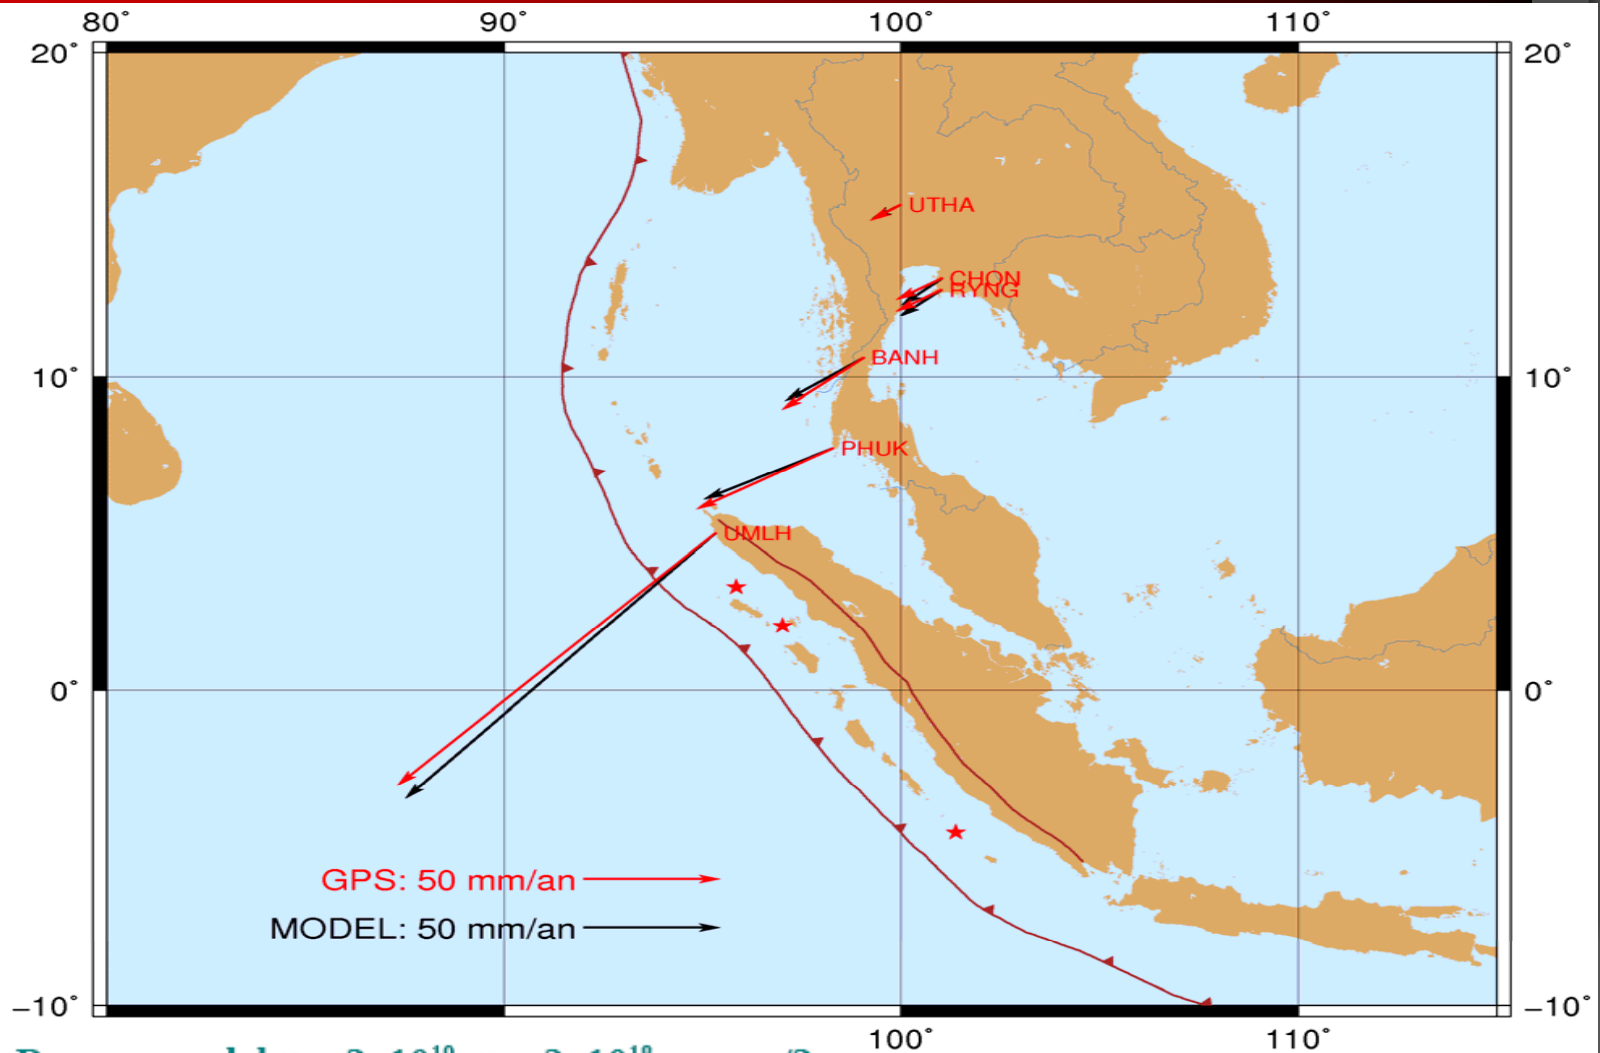 80° 90° 100° 110°
20° 20°
UTHA
CHON
RYNG
BANH
10° 10°
PHUK
UMLH
0° 0°
GPS: 50 mm/an
MODEL: 50 mm/an
−10° −10°
100° 110°